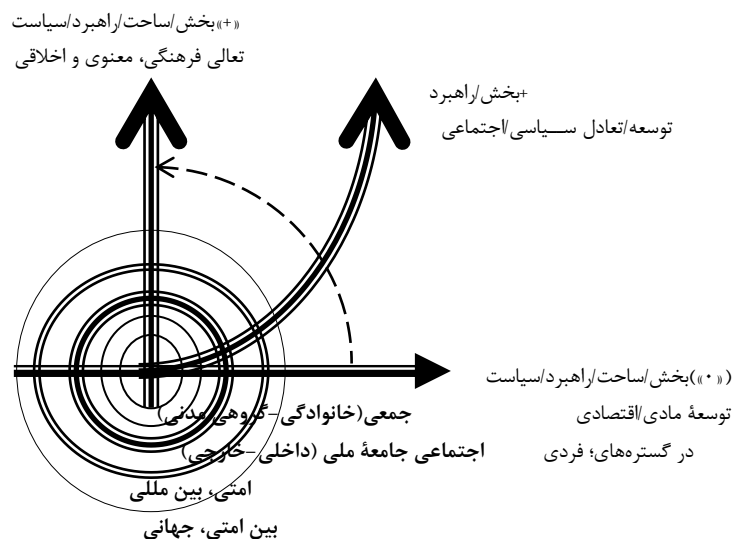 «+»بخش/ساحت/راهبرد/سیاست
تعالی فرهنگی، معنوی و اخلاقی
+بخش/راهبرد
توسعه/تعادل ســیاسی/اجتماعی
(«۰»)بخش/ساحت/راهبرد/سیاست
توسعهٔ مادی/اقتصادی
جمعی(خانوادگی-گروهی مدنی)
در گستره‌های؛ فردی
اجتماعی جامعهٔ ملی (داخلی-خارجی)
امتی، بین مللی
بین امتی، جهانی